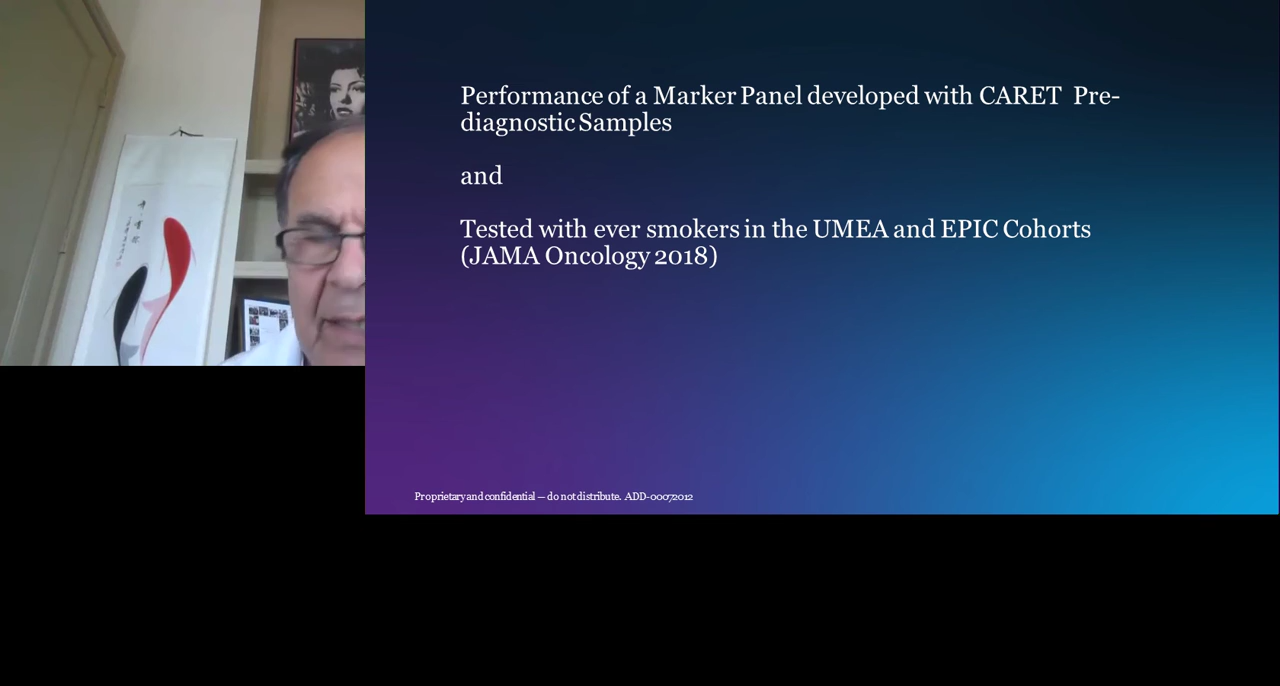 Performance of a Marker Panel developed with CARET Pre-
diagnostic Samples
and
Tested with ever smokers in the UMEA and EPIC Cohorts
(JAMA Oncology 2018)
Proprietary and confidential — do not distribute. ADD-00072012